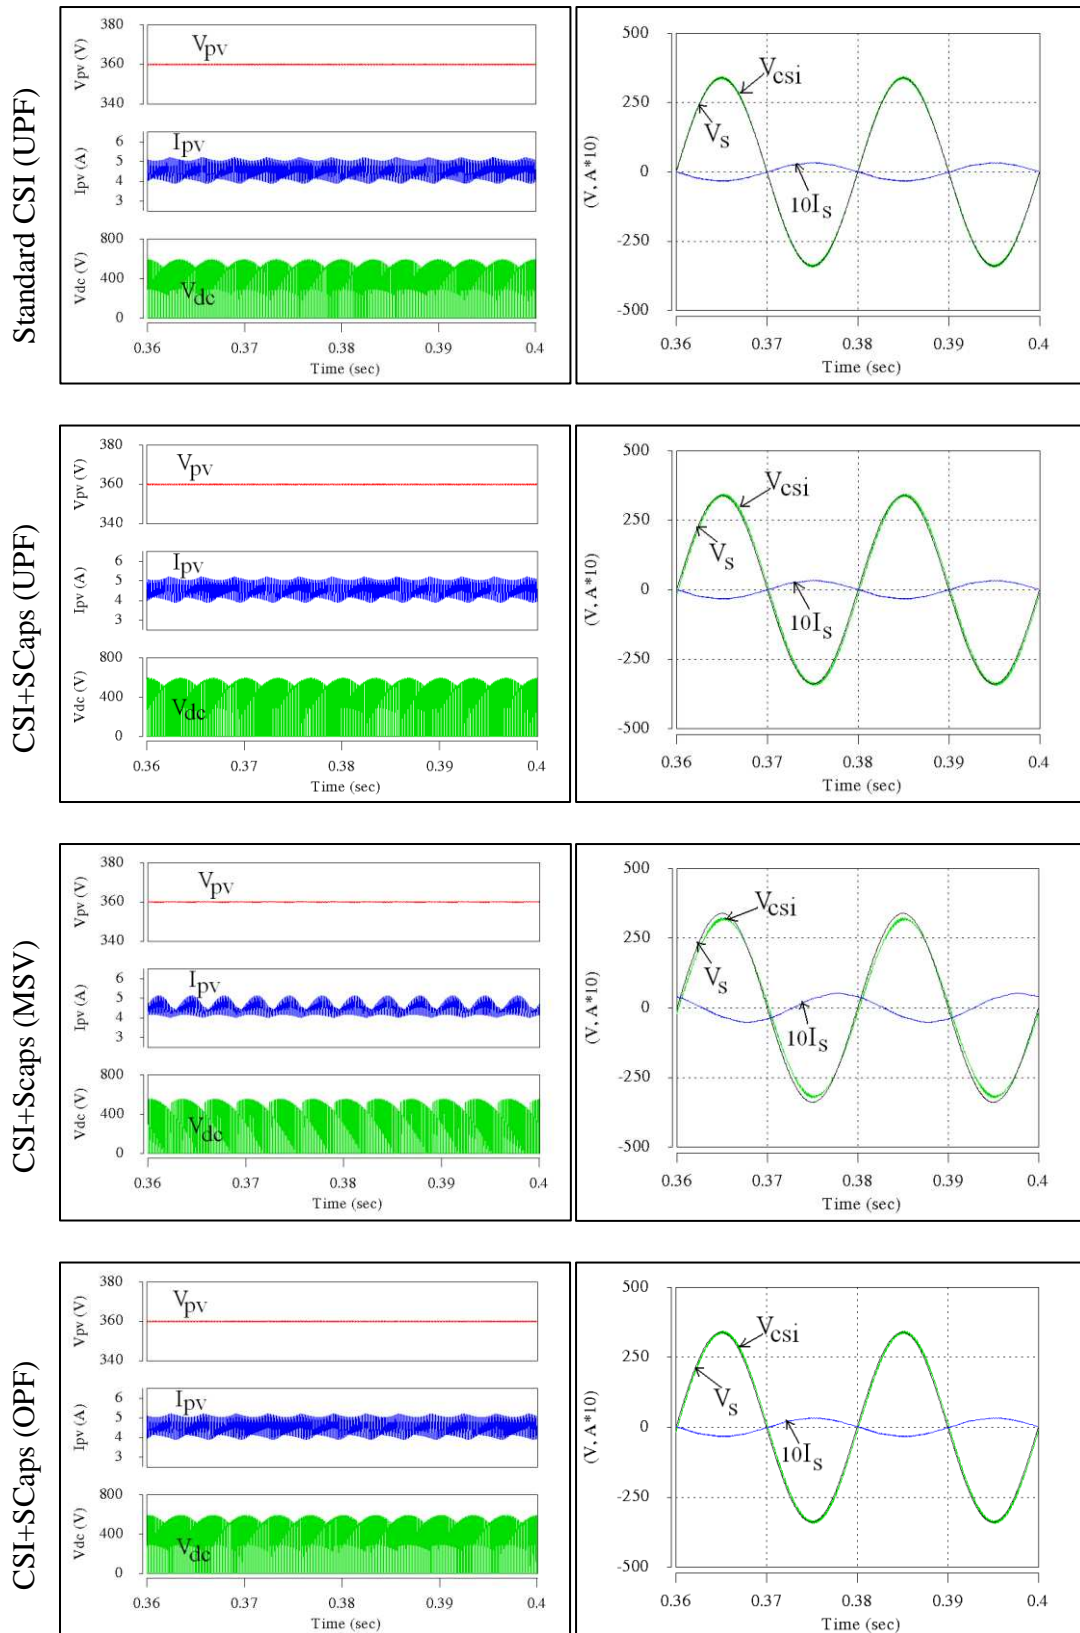 Standard CSI (UPF)
Vpv (V)
380
360
340
Vpv
Ipv (A)
6
5
4
3
Ipv
Vdc (V)
800
400
0
Vdc
0.36
0.37
0.38
0.39
0.4
Time (sec)
(V, A*10)
500
250
0
-250
-500
Vcsi
Vs
10Is
0.36
0.37
0.38
0.39
0.4
Time (sec)
CSI+SCaps (UPF)
Vpv (V)
380
360
340
Vpv
Ipv (A)
6
5
4
3
Ipv
Vdc (V)
800
400
0
Vdc
0.36
0.37
0.38
0.39
0.4
Time (sec)
(V, A*10)
500
250
0
-250
-500
Vcsi
Vs
10Is
0.36
0.37
0.38
0.39
0.4
Time (sec)
CSI+Scaps (MSV)
Vpv (V)
380
360
340
Vpv
Ipv (A)
6
5
4
3
Ipv
Vdc (V)
800
400
0
Vdc
0.36
0.37
0.38
0.39
0.4
Time (sec)
(V, A*10)
500
250
0
-250
-500
Vcsi
Vs
10Is
0.36
0.37
0.38
0.39
0.4
Time (sec)
CSI+SCaps (OPF)
Vpv (V)
380
360
340
Vpv
Ipv (A)
6
5
4
3
Ipv
Vdc (V)
800
400
0
Vdc
0.36
0.37
0.38
0.39
0.4
Time (sec)
(V, A*10)
500
250
0
-250
-500
Vcsi
Vs
10Is
0.36
0.37
0.38
0.39
0.4
Time (sec)